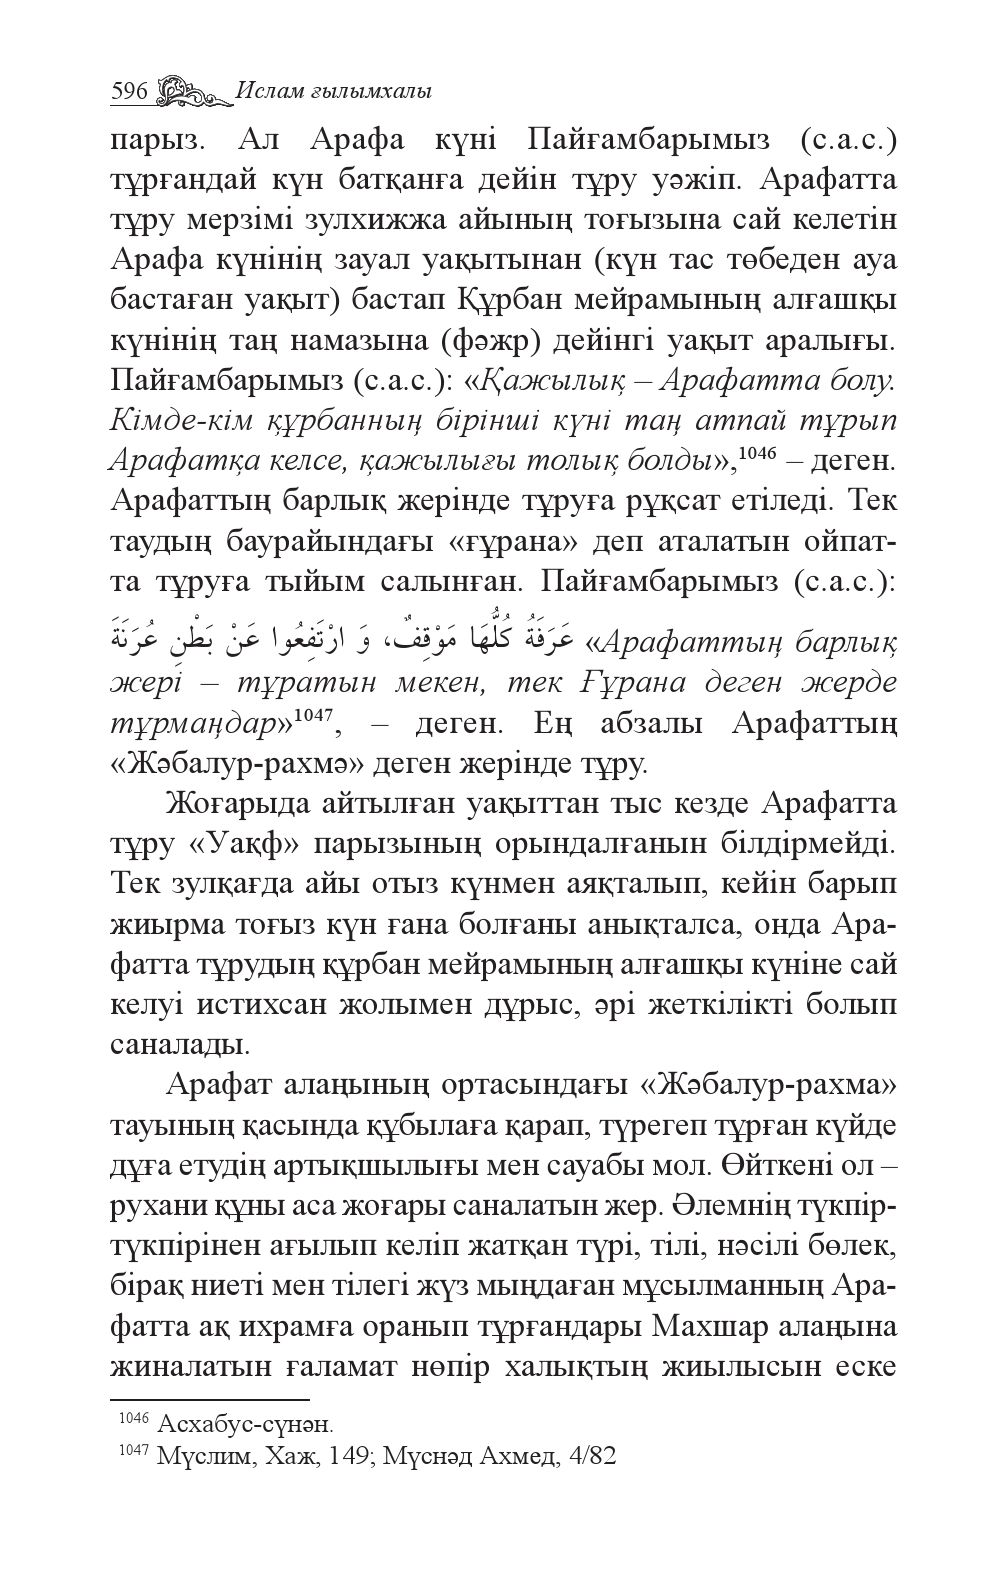 596 Ислам ғылымхалы
парыз. Ал Арафа күні Пайғамбарымыз (с.а.с.)
тұрғандай күн батқанға дейін тұру уәжіп. Арафатта
тұру мерзімі зулхижжа айының тоғызына сай келетін
Арафа күнінің зауал уақытынан (күн тас төбеден ауа
бастаған уақыт) бастап Құрбан мейрамының алғашқы
күнінің таң намазына (фәжр) дейінгі уақыт аралығы.
Пайғамбарымыз (с.а.с.): «Қажылық – Арафатта болу.
Кімде-кім құрбанның бірінші күні таң атпай тұрып
Арафатқа келсе, қажылығы толық болды»,1046 – деген.
Арафаттың барлық жерінде тұруға рұқсат етіледі. Тек
таудың баурайындағы «ғұрана» деп аталатын ойпат-
та тұруға тыйым салынған. Пайғамбарымыз (с.а.с.):
عَرَفَةُ كُلُّهَا مَوْقِفٌ، وَ ارْتَفِعُوا عَنْ بَطْنِ عُرَنَةَ «Арафаттың барлық
жері – тұратын мекен, тек Ғұрана деген жерде
тұрмаңдар»1047, – деген. Ең абзалы Арафаттың
«Жәбалур-рахмә» деген жерінде тұру.
Жоғарыда айтылған уақыттан тыс кезде Арафатта
тұру «Уақф» парызының орындалғанын білдірмейді.
Тек зулқағда айы отыз күнмен аяқталып, кейін барып
жиырма тоғыз күн ғана болғаны анықталса, онда Ара-
фатта тұрудың құрбан мейрамының алғашқы күніне сай
келуі истихсан жолымен дұрыс, әрі жеткілікті болып
саналады.
Арафат алаңының ортасындағы «Жәбалур-рахма»
тауының қасында құбылаға қарап, түрегеп тұрған күйде
дұға етудің артықшылығы мен сауабы мол. Өйткені ол –
рухани құны аса жоғары саналатын жер. Әлемнің түкпір-
түкпірінен ағылып келіп жатқан түрі, тілі, нәсілі бөлек,
бірақ ниеті мен тілегі жүз мыңдаған мұсылманның Ара-
фатта ақ ихрамға оранып тұрғандары Махшар алаңына
жиналатын ғаламат нөпір халықтың жиылысын еске
1046 Асхабус-сүнән.
1047 Мүслим, Хаж, 149; Мүснәд Ахмед, 4/82